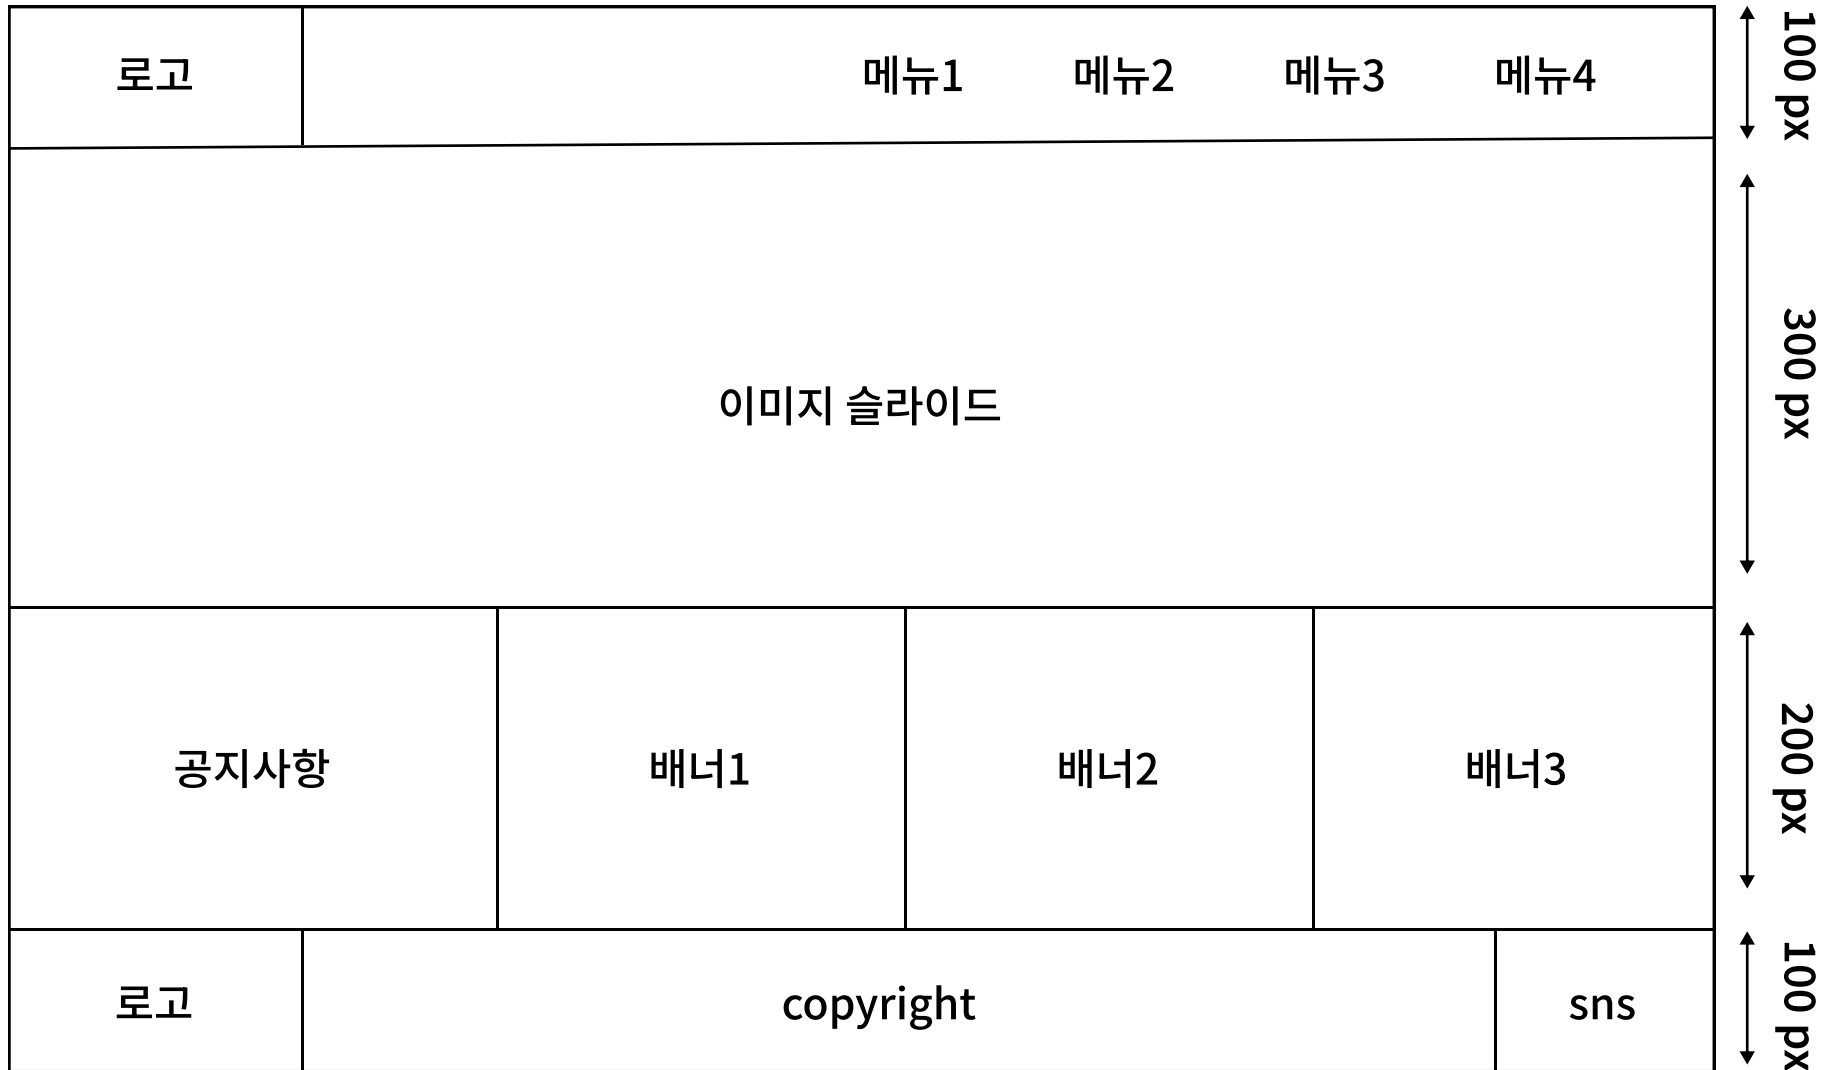 로고
메뉴1 메뉴2 메뉴3 메뉴4
100 px
이미지 슬라이드
300 px
공지사항
배너1
배너2
배너3
200 px
로고
copyright
sns
100 px